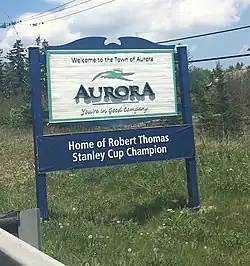 Welcome to the Town of Aurora
AURORA
You're in Good Company
Home of Robert Thomas
Stanley Cup Champion